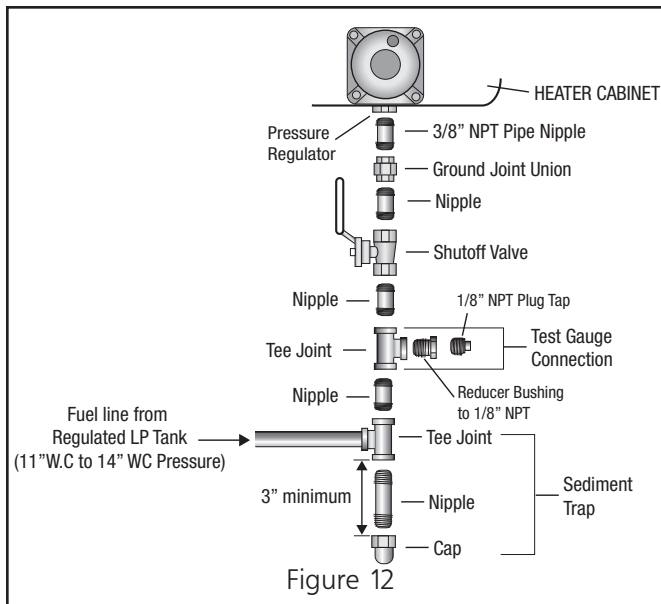 HEATER CABINET
Pressure
Regulator
3/8” NPT Pipe Nipple
Ground Joint Union
Nipple
Shutoff Valve
Nipple
1/8” NPT Plug Tap
Tee Joint
Test Gauge
Connection
Nipple
Reducer Bushing
to 1/8” NPT
Fuel line from
Regulated LP Tank
(11”W.C to 14” WC Pressure)
Tee Joint
3” minimum
Nipple
Sediment
Trap
Cap
Figure 12